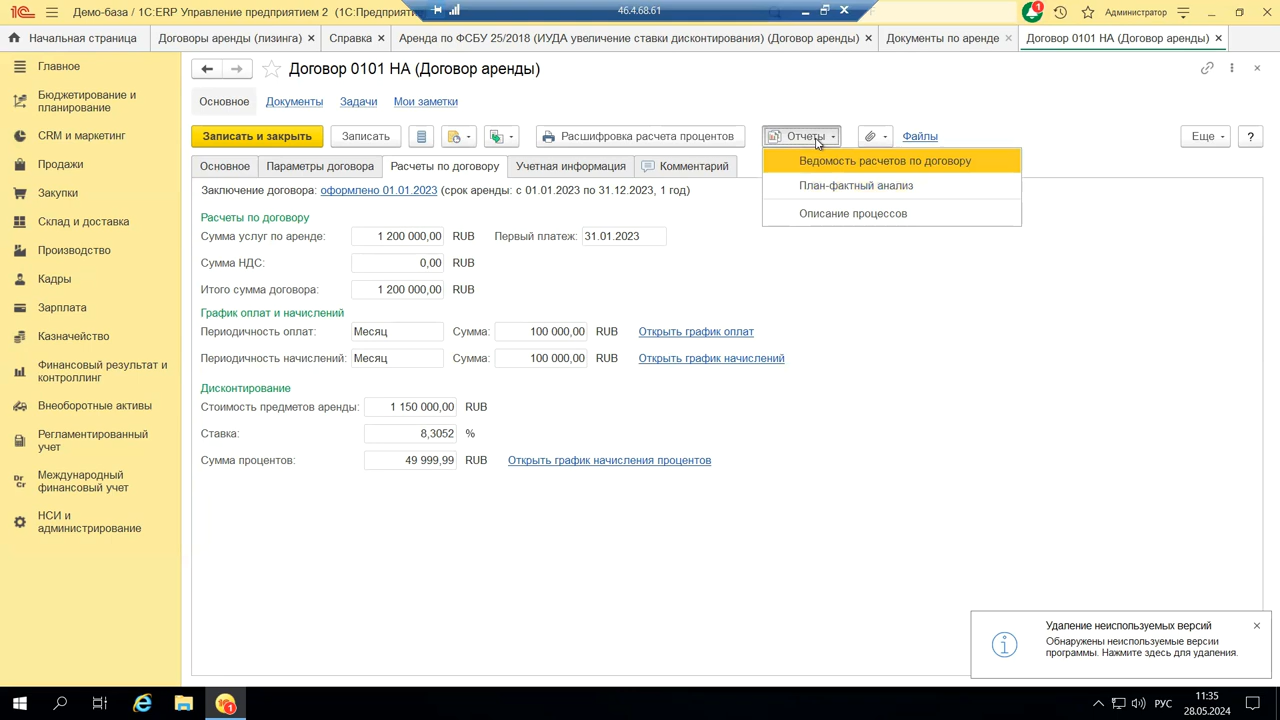 Демо-база / 1С:ERP Управление предприятием 2 (1С:Предприяти
46.4.68.61
1
Администратор
Начальная страница
Договоры аренды (лизинга) ×
Справка ×
Аренда по ФСБУ 25/2018 (ИУДА увеличение ставки дисконтирования) (Договор аренды) ×
Документы по аренде ×
Договор 0101 НА (Договор аренды) ×
Главное
Бюджетирование и
планирование
CRM и маркетинг
Продажи
Закупки
Склад и доставка
Производство
Кадры
Зарплата
Казначейство
Финансовый результат и
контроллинг
Внеоборотные активы
Регламентированный
учет
Международный
финансовый учет
НСИ и
администрирование
Договор 0101 НА (Договор аренды)
Основное Документы Задачи Мои заметки
Записать и закрыть Записать Расшифровка расчета процентов Отчеты Файлы Еще ?
Ведомость расчетов по договору
План-фактный анализ
Описание процессов
Основное Параметры договора Расчеты по договору Учетная информация Комментарий
Заключение договора: оформлено 01.01.2023 (срок аренды: с 01.01.2023 по 31.12.2023, 1 год)
Расчеты по договору
Сумма услуг по аренде: 1 200 000,00 RUB Первый платеж: 31.01.2023
Сумма НДС: 0,00 RUB
Итого сумма договора: 1 200 000,00 RUB
График оплат и начислений
Периодичность оплат: Месяц Сумма: 100 000,00 RUB Открыть график оплат
Периодичность начислений: Месяц Сумма: 100 000,00 RUB Открыть график начислений
Дисконтирование
Стоимость предметов аренды: 1 150 000,00 RUB
Ставка: 8,3052 %
Сумма процентов: 49 999,99 RUB Открыть график начисления процентов
Удаление неиспользуемых версий
Обнаружены неиспользуемые версии
программы. Нажмите здесь для удаления.
РУС
11:35
28.05.2024